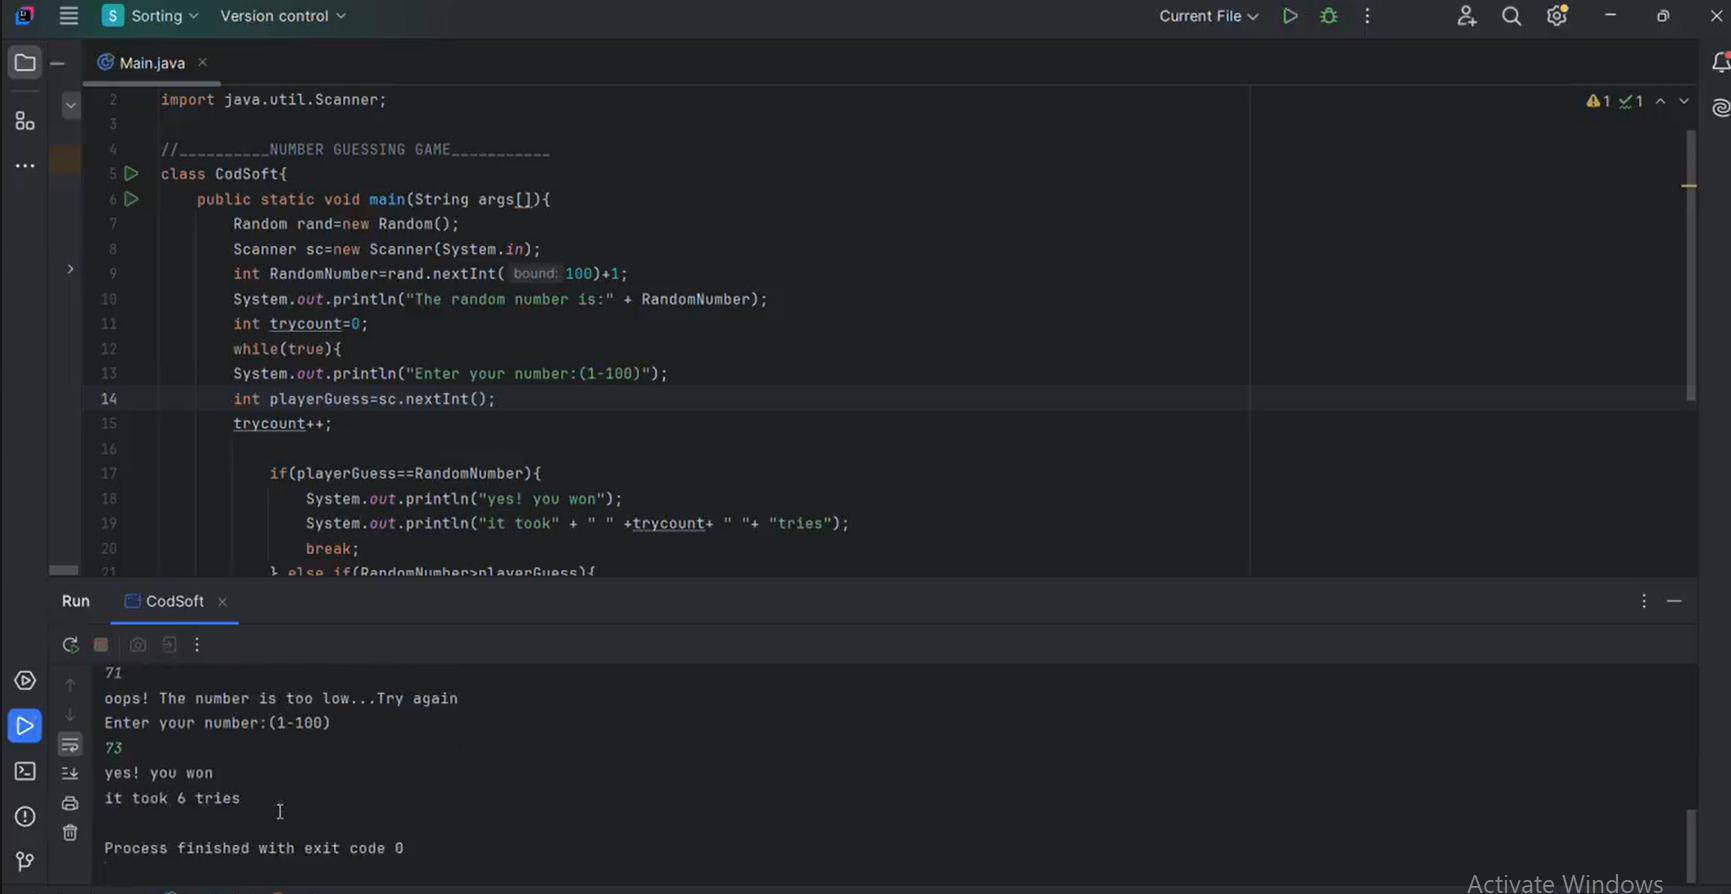 S Sorting Version control Current File
Main.java
1 1
2 import java.util.Scanner;
3
4 //__________NUMBER GUESSING GAME___________
5 class CodSoft{
6 public static void main(String args[]){
7 Random rand=new Random();
8 Scanner sc=new Scanner(System.in);
9 int RandomNumber=rand.nextInt( bound: 100)+1;
10 System.out.println("The random number is:" + RandomNumber);
11 int trycount=0;
12 while(true){
13 System.out.println("Enter your number:(1-100)");
14 int playerGuess=sc.nextInt();
15 trycount++;
16
17 if(playerGuess==RandomNumber){
18 System.out.println("yes! you won");
19 System.out.println("it took" + " " +trycount+ " "+ "tries");
20 break;
21 } else if(RandomNumber>playerGuess){
Run CodSoft
71
oops! The number is too low...Try again
Enter your number:(1-100)
73
yes! you won
it took 6 tries
Process finished with exit code 0
Activate Windows